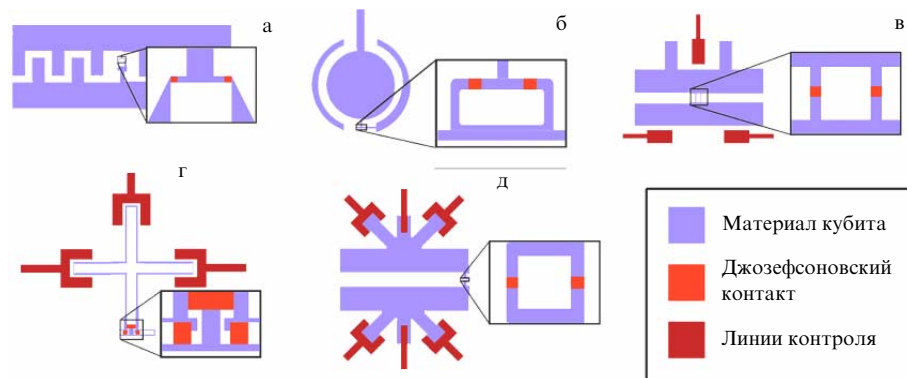 а
б
в
г
д
Материал кубита
Джозефсоновский
контакт
Линии контроля